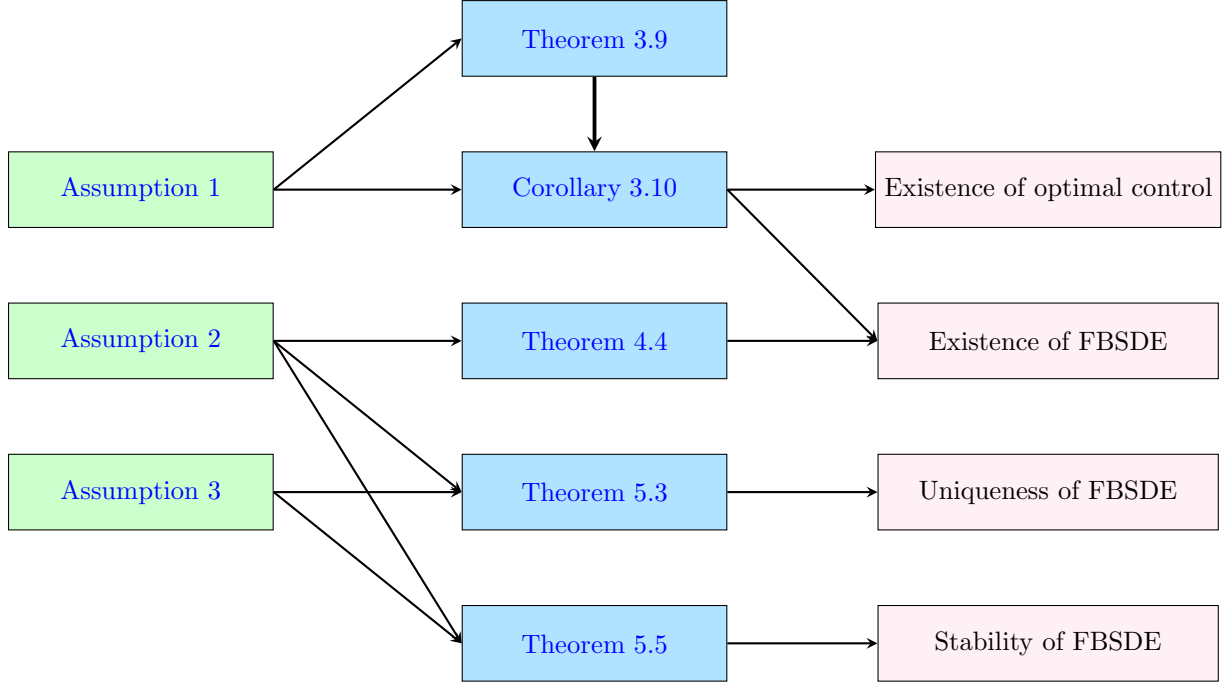 Theorem 3.9
Assumption 1
Corollary 3.10
Existence of optimal control
Assumption 2
Theorem 4.4
Existence of FBSDE
Assumption 3
Theorem 5.3
Uniqueness of FBSDE
Theorem 5.5
Stability of FBSDE